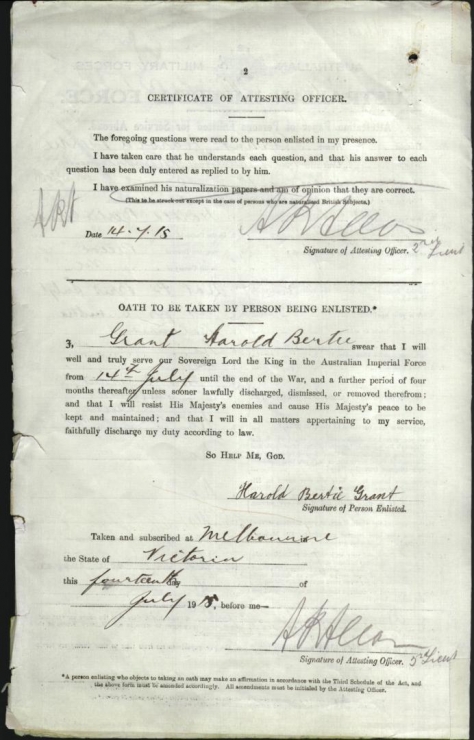 2
CERTIFICATE OF ATTESTING OFFICER.
The foregoing questions were read to the person enlisted in my presence.
I have taken care that he understands each question, and that his answer to each
question has been duly entered as replied to by him.
I have examined his naturalization papers and am of opinion that they are correct.
(This to be struck out except in the case of persons who are naturalized British Subjects.)
Date 14.7.15
Signature of Attesting Officer. Lieut
OATH TO BE TAKEN BY PERSON BEING ENLISTED.*
3, Grant Harold Bertie swear that I will
well and truly serve our Sovereign Lord the King in the Australian Imperial Force
from 14th July until the end of the War, and a further period of four
months thereafter unless sooner lawfully discharged, dismissed, or removed therefrom;
and that I will resist His Majesty's enemies and cause His Majesty's peace to be
kept and maintained; and that I will in all matters appertaining to my service,
faithfully discharge my duty according to law.
SO HELP ME, GOD.
Harold Bertie Grant
Signature of Person Enlisted.
Taken and subscribed at Melbourne in
the State of Victoria
this fourteenth day of
July 1915, before me—
Signature of Attesting Officer. Lieut
*A person enlisting who objects to taking an oath may make an affirmation in accordance with the Third Schedule of the Act, and
the above form must be amended accordingly. All amendments must be initialed by the Attesting Officer.